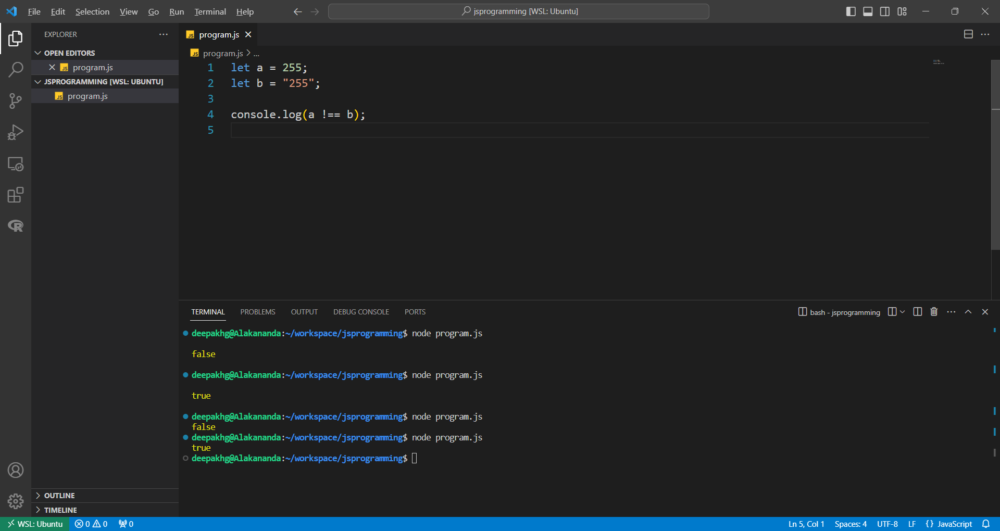 File Edit Selection View Go Run Terminal Help
jsprogramming [WSL: Ubuntu]
EXPLORER
OPEN EDITORS
JS program.js
JSPROGRAMMING [WSL: UBUNTU]
JS program.js
JS program.js
JS program.js > ...
1 let a = 255;
2 let b = "255";
3
4 console.log(a !== b);
5
TERMINAL PROBLEMS OUTPUT DEBUG CONSOLE PORTS
bash - jsprogramming
deepakhg@Alakananda:~/workspace/jsprogramming$ node program.js
false
deepakhg@Alakananda:~/workspace/jsprogramming$ node program.js
true
deepakhg@Alakananda:~/workspace/jsprogramming$ node program.js
false
deepakhg@Alakananda:~/workspace/jsprogramming$ node program.js
true
deepakhg@Alakananda:~/workspace/jsprogramming$
R
OUTLINE
TIMELINE
WSL: Ubuntu 0 0 0
Ln 5, Col 1 Spaces: 4 UTF-8 LF {} JavaScript